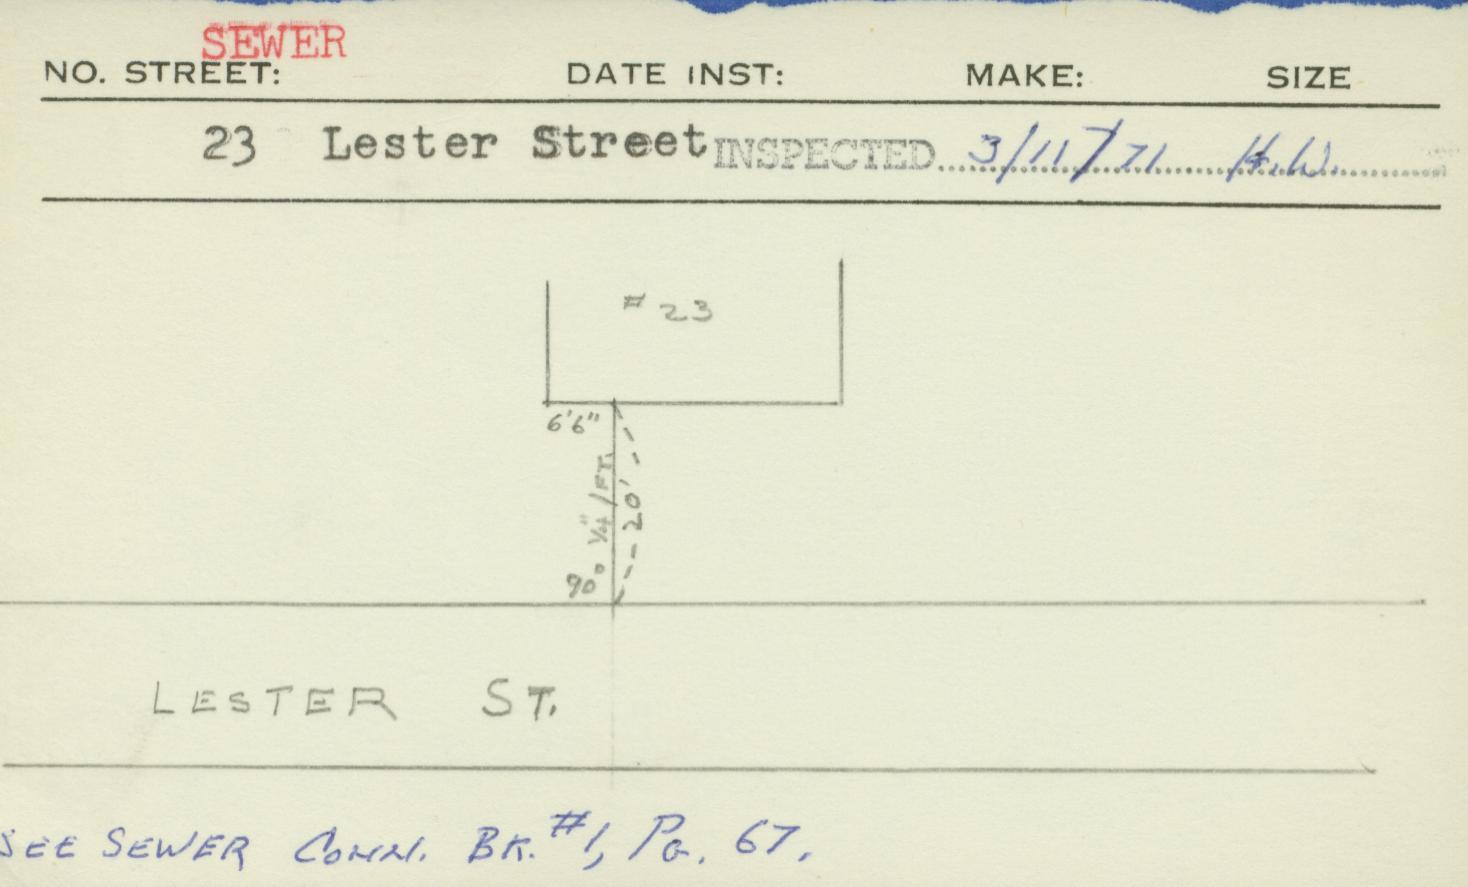 SEWER
NO. STREET: DATE INST: MAKE: SIZE
23 Lester Street INSPECTED 3/11/71 H.W.
# 23
6'6"
1/4"/FT.
20'
90°
LESTER ST.
SEE SEWER CONN. BK. #1, PG. 67.